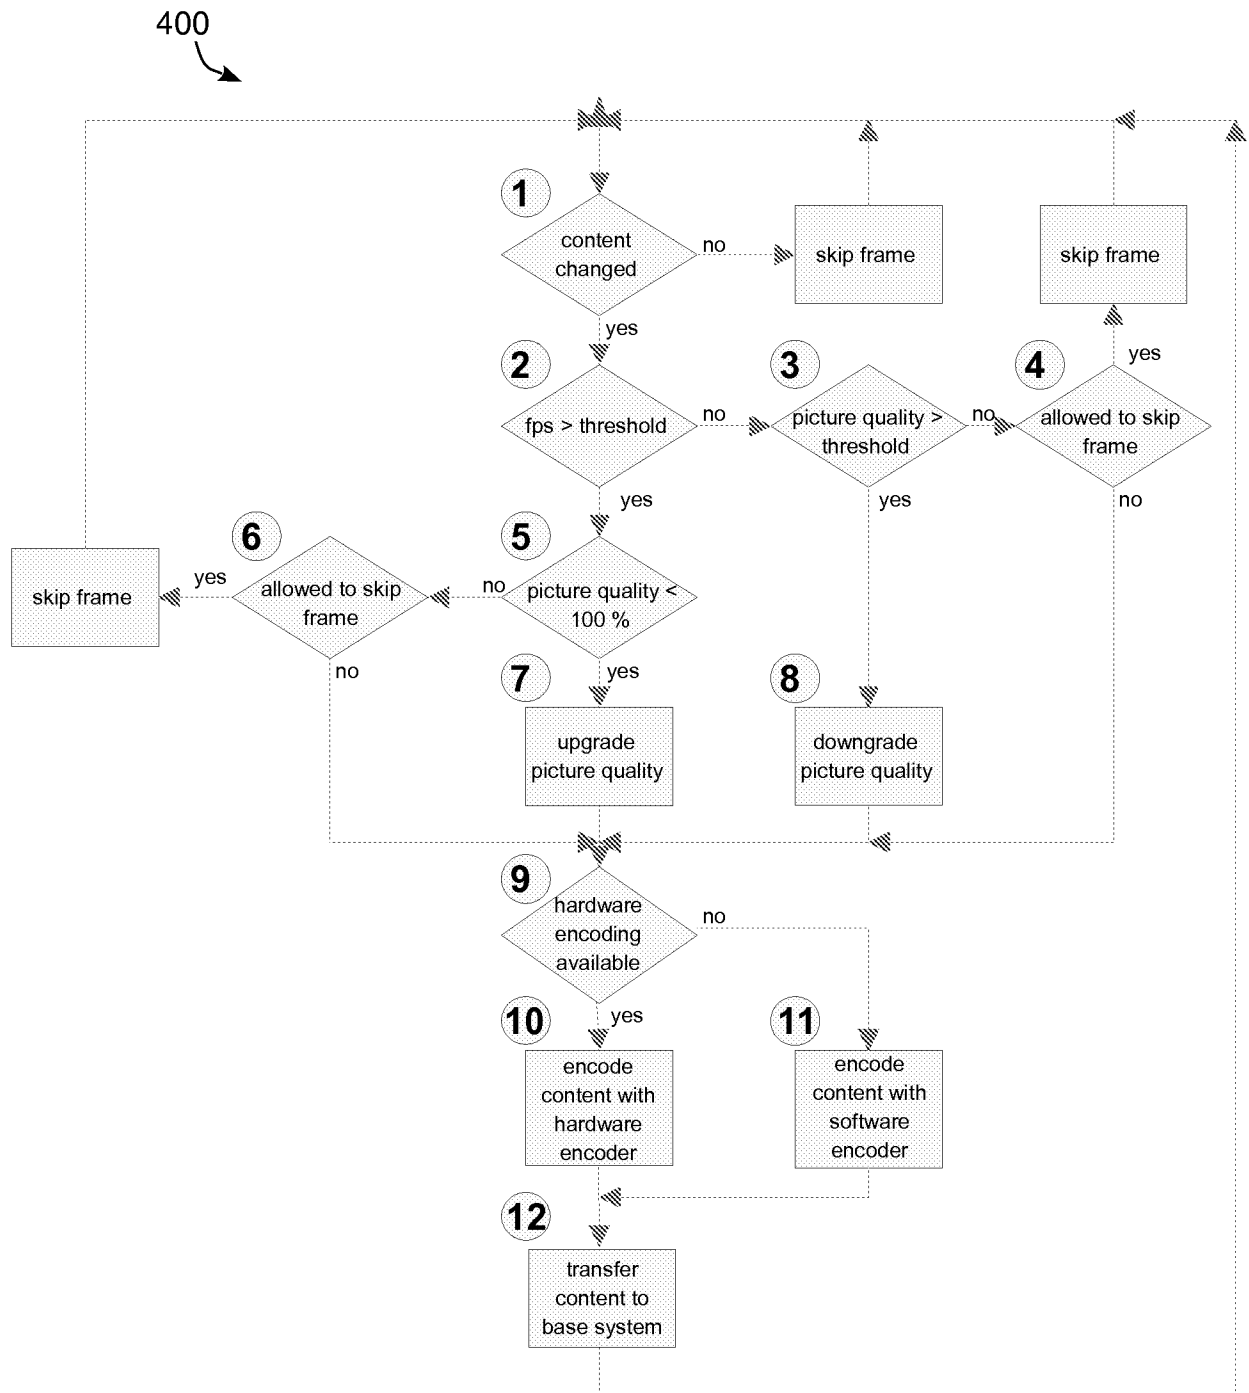 400
1
content
changed
no
skip frame
skip frame
yes
2
fps > threshold
no
3
picture quality >
threshold
no
4
allowed to skip
frame
yes
yes
yes
no
5
picture quality <
100 %
no
6
allowed to skip
frame
yes
skip frame
no
yes
7
upgrade
picture quality
8
downgrade
picture quality
9
hardware
encoding
available
no
yes
10
encode
content with
hardware
encoder
11
encode
content with
software
encoder
12
transfer
content to
base system